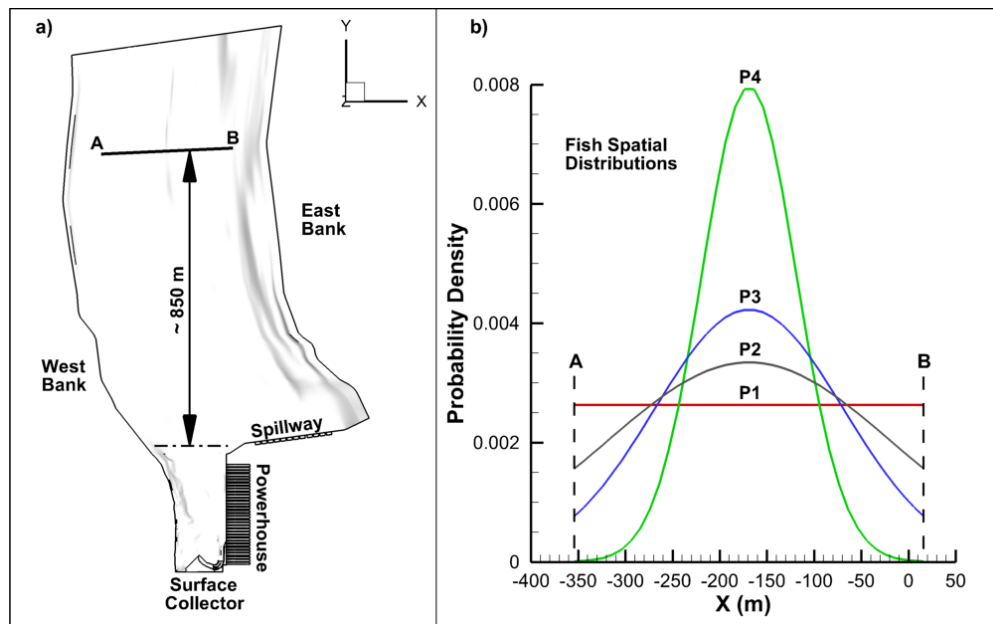 a)
Y
Z
X
A
B
East
Bank
~ 850 m
West
Bank
Spillway
Powerhouse
Surface
Collector
b)
P4
0.008
Fish Spatial
Distributions
0.006
Probability Density
P3
0.004
A
P2
B
P1
0.002
0
-400 -350 -300 -250 -200 -150 -100 -50 0 50
X (m)